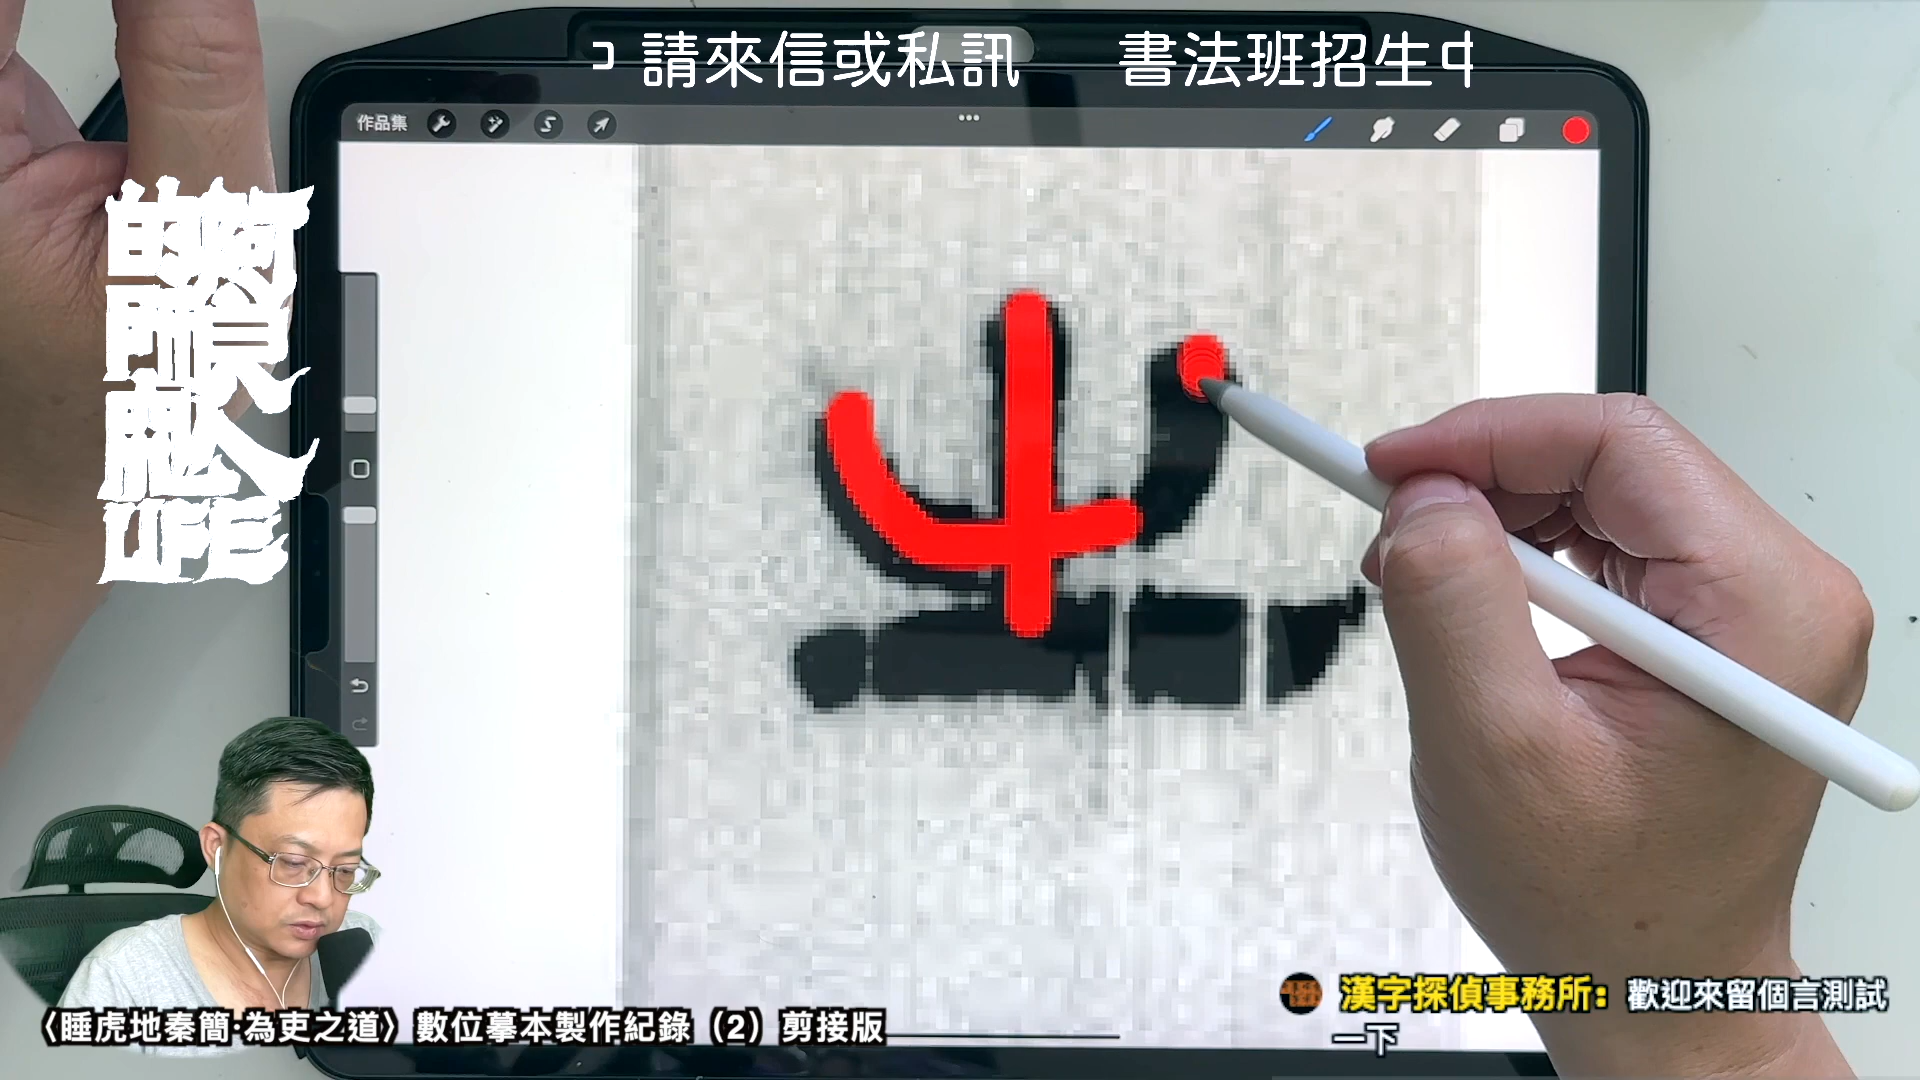 請來信或私訊 書法班招生中
作品集
漢字探偵事務所：歡迎來留個言測試
一下
〈睡虎地秦簡·為吏之道〉數位摹本製作紀錄（2）剪接版